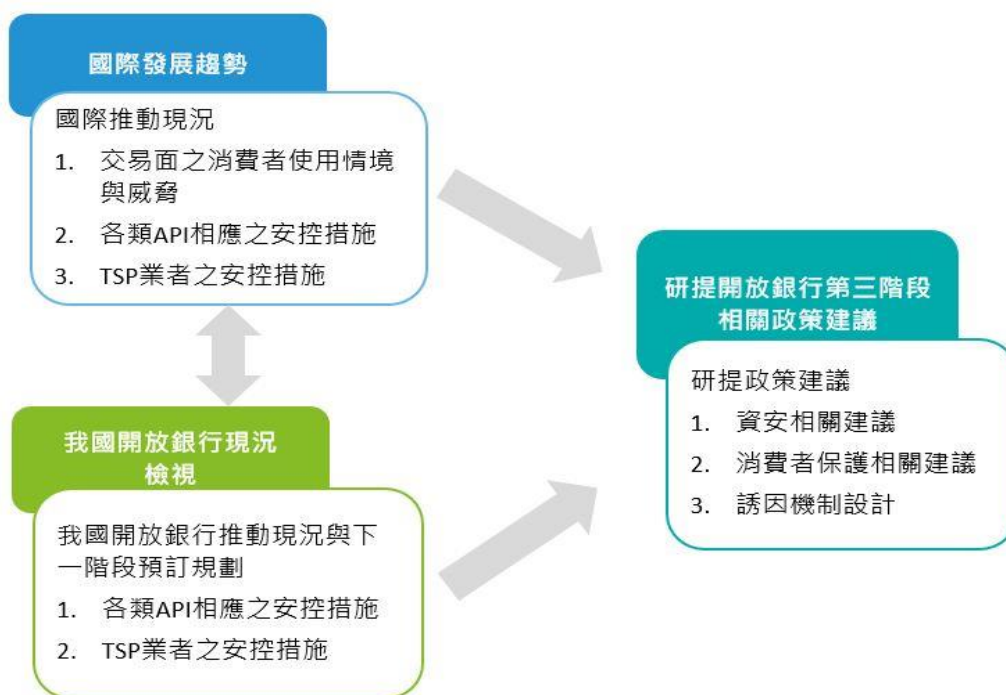 國際發展趨勢
國際推動現況
1. 交易面之消費者使用情境
與威脅
2. 各類API相應之安控措施
3. TSP業者之安控措施
我國開放銀行現況
檢視
我國開放銀行推動現況與下
一階段預訂規劃
1. 各類API相應之安控措施
2. TSP業者之安控措施
研提開放銀行第三階段
相關政策建議
研提政策建議
1. 資安相關建議
2. 消費者保護相關建議
3. 誘因機制設計